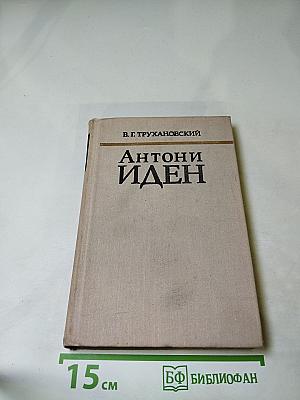 В. Г. ТРУХАНОВСКИЙ
Антони
ИДЕН
15 см
БФ БИБЛИОФАН